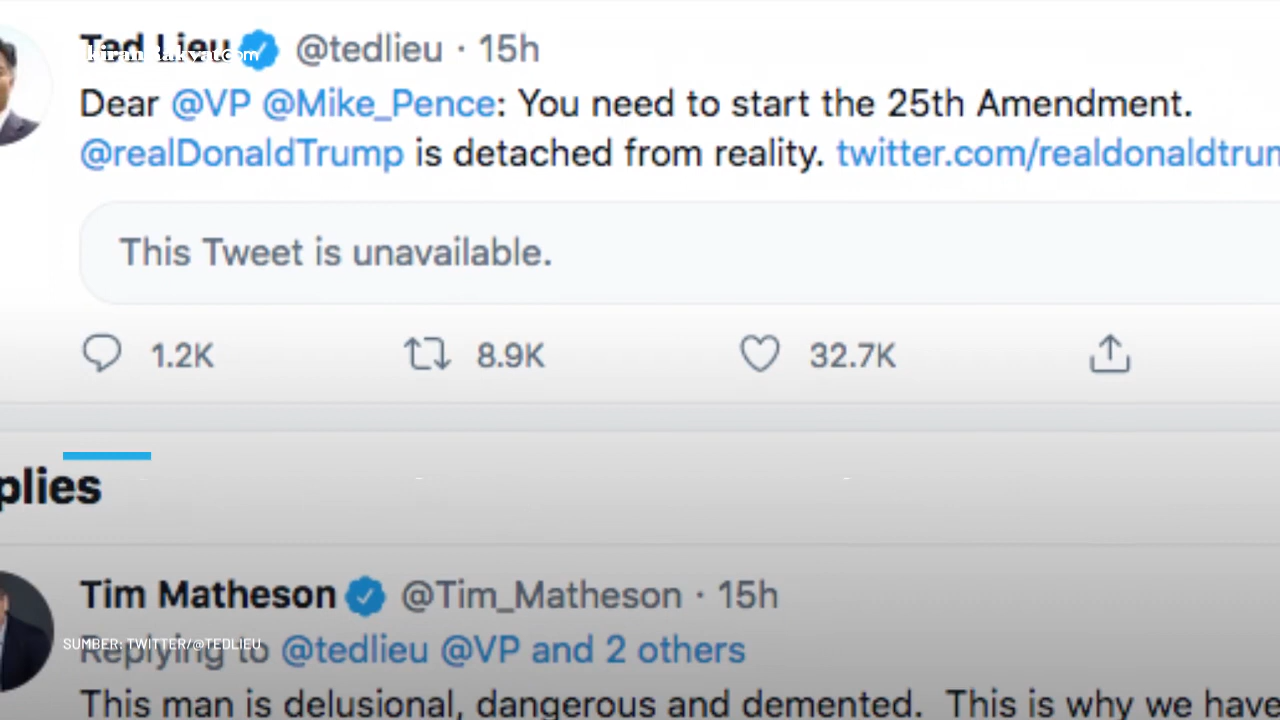 Ted Lieu @tedlieu · 15h
Dear @VP @Mike_Pence: You need to start the 25th Amendment.
@realDonaldTrump is detached from reality. twitter.com/realdonaldtrum
This Tweet is unavailable.
1.2K 8.9K 32.7K
plies
Tim Matheson @Tim_Matheson · 15h
SUMBER: TWITTER/@TEDLIEU
Replying to @tedlieu @VP and 2 others
This man is delusional, dangerous and demented. This is why we have